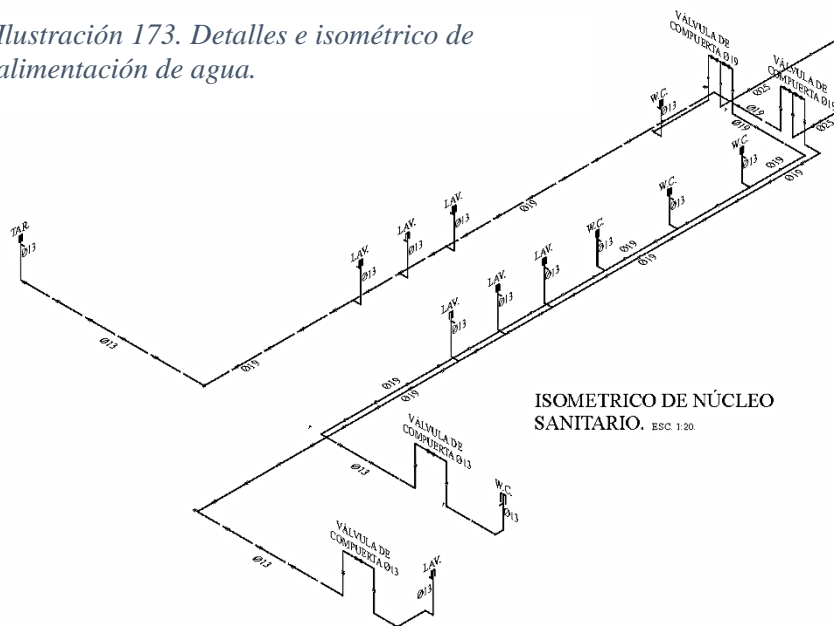 Ilustración 173. Detalles e isométrico de
alimentación de agua.
VÁLVULA DE
COMPUERTA Ø19
VÁLVULA DE
COMPUERTA Ø19
Ø25
Ø19
Ø25
Ø19
W.C.
Ø13
W.C.
Ø13
Ø19
Ø19
W.C.
Ø13
LAV.
Ø13
LAV.
Ø13
LAV.
Ø13
Ø19
TAR.
Ø13
W.C.
Ø13
Ø19
Ø19
LAV.
Ø13
LAV.
Ø13
LAV.
Ø13
Ø13
Ø19
Ø19
Ø19
ISOMETRICO DE NÚCLEO
SANITARIO. ESC. 1:20.
VÁLVULA DE
COMPUERTA Ø13
Ø13
W.C.
Ø13
VÁLVULA DE
COMPUERTA Ø13
Ø13
LAV.
Ø13